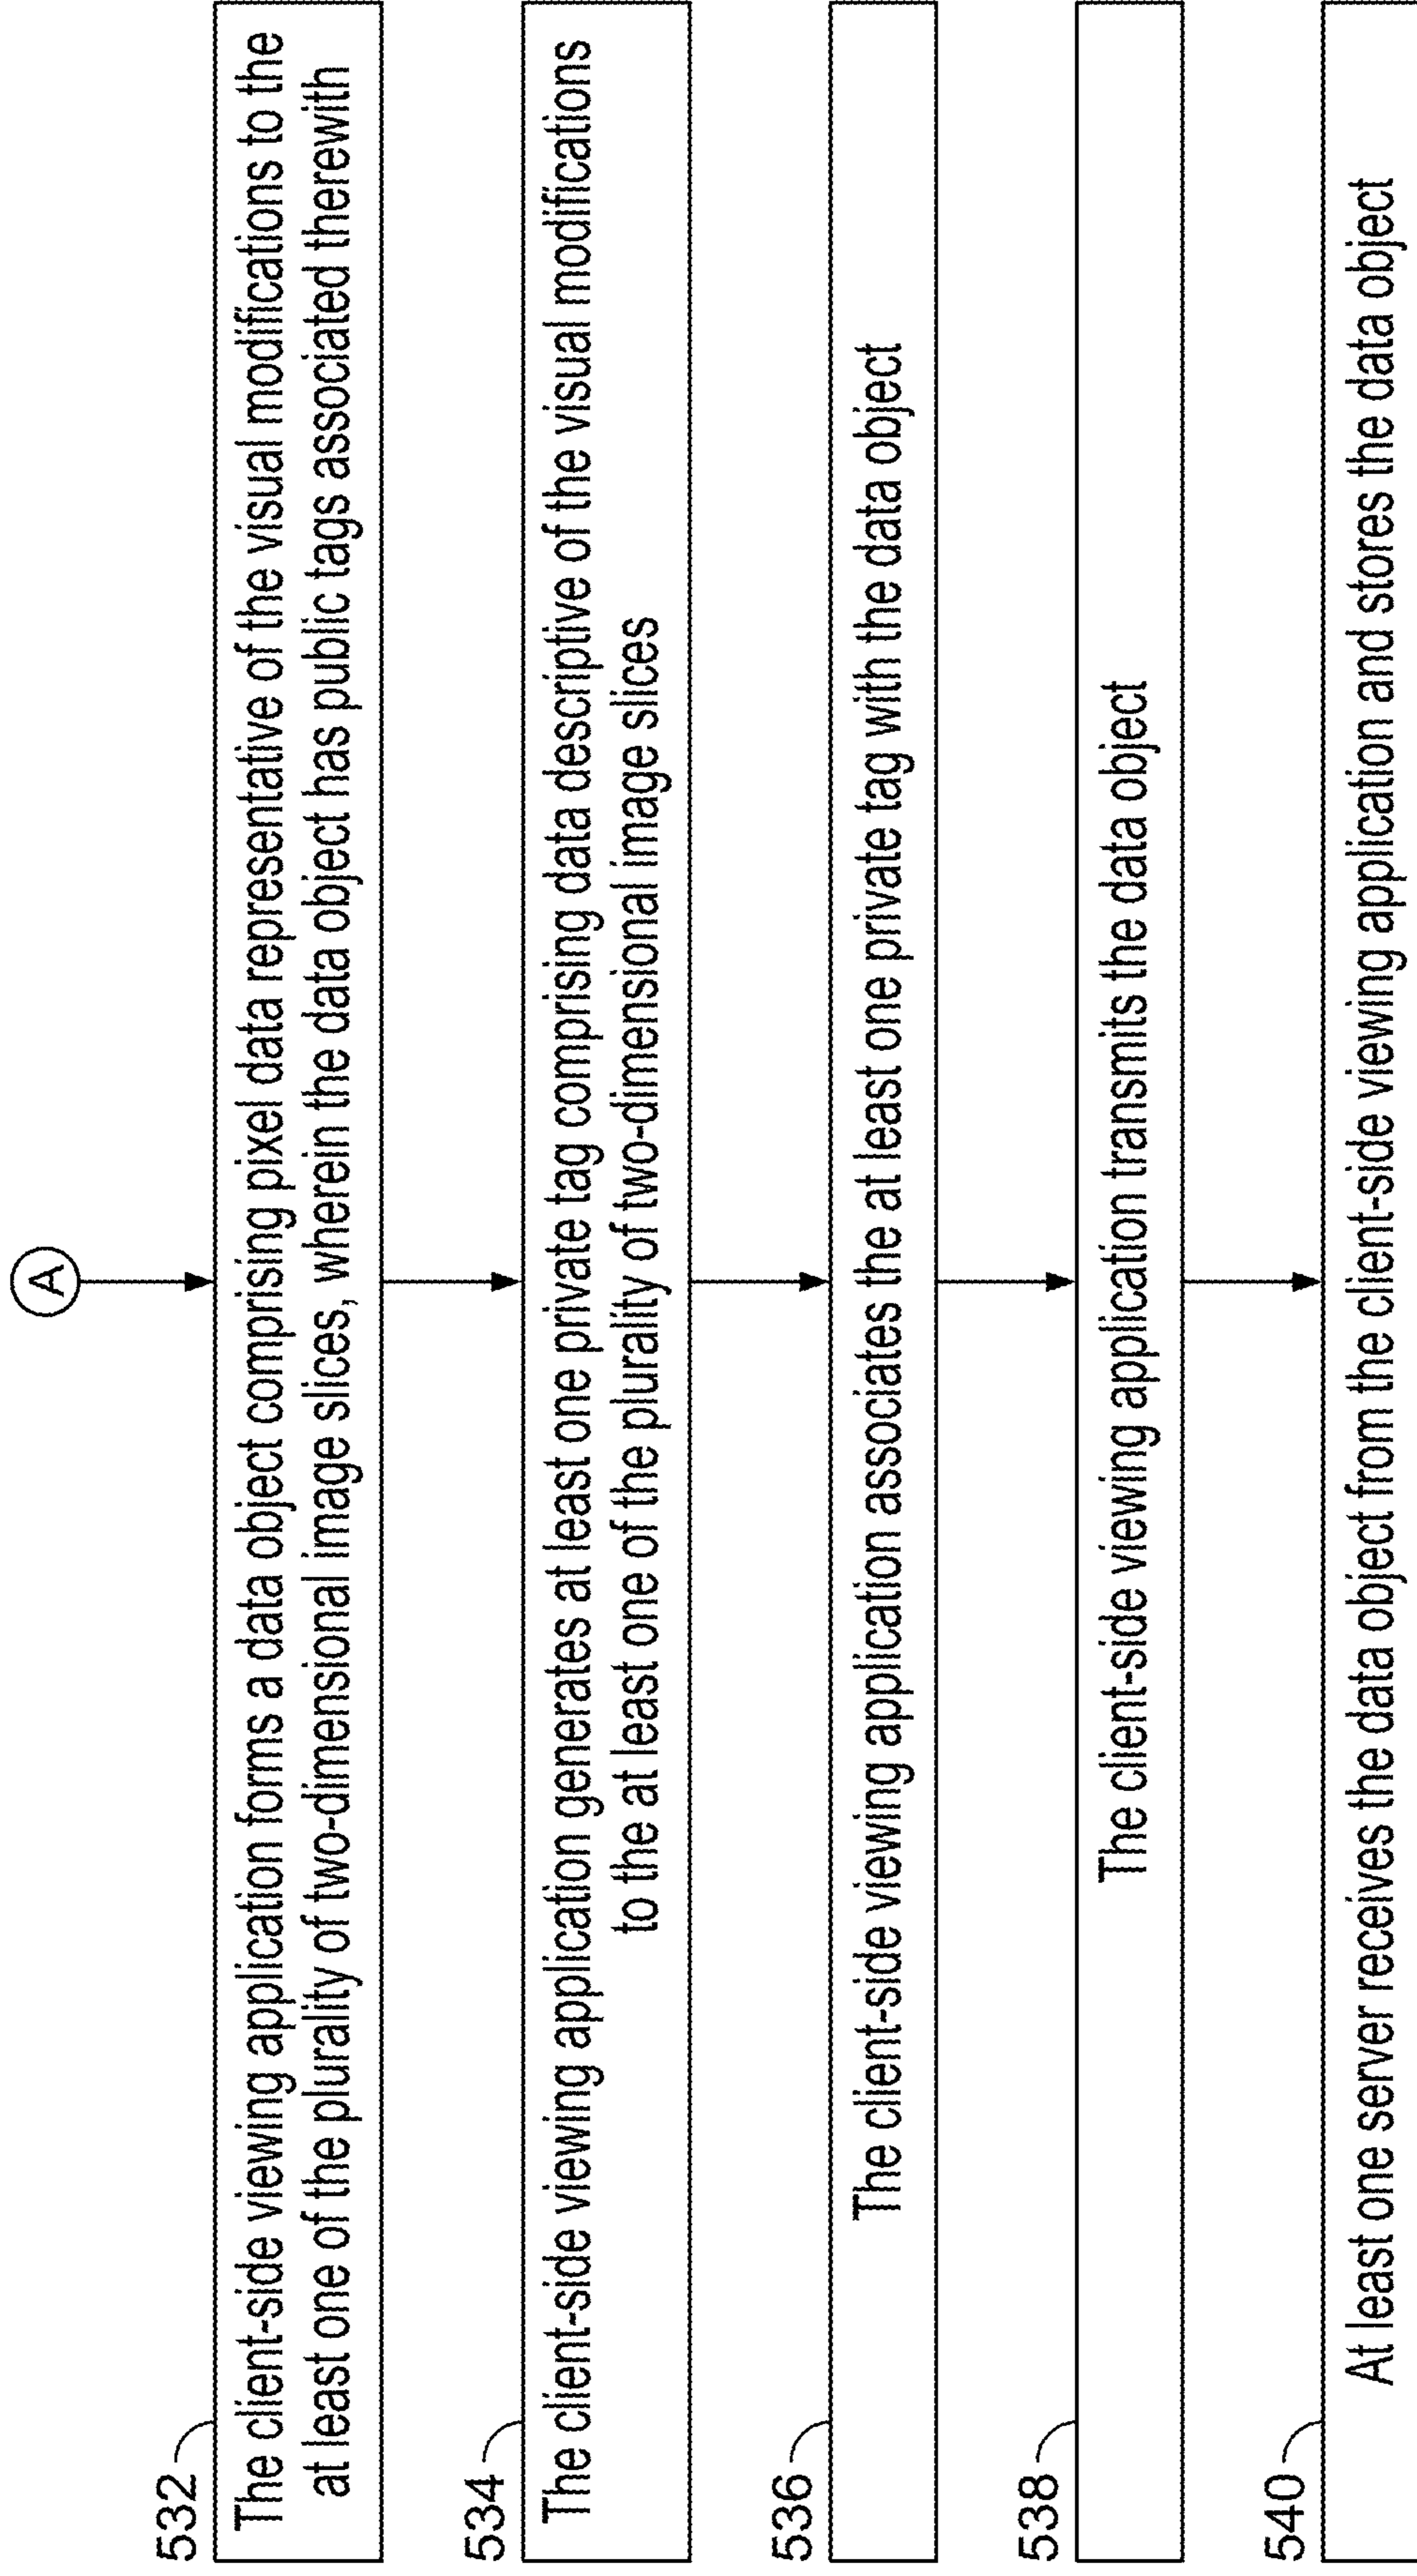 A
532
The client-side viewing application forms a data object comprising pixel data representative of the visual modifications to the
at least one of the plurality of two-dimensional image slices, wherein the data object has public tags associated therewith
534
The client-side viewing application generates at least one private tag comprising data descriptive of the visual modifications
to the at least one of the plurality of two-dimensional image slices
536
The client-side viewing application associates the at least one private tag with the data object
538
The client-side viewing application transmits the data object
540
At least one server receives the data object from the client-side viewing application and stores the data object